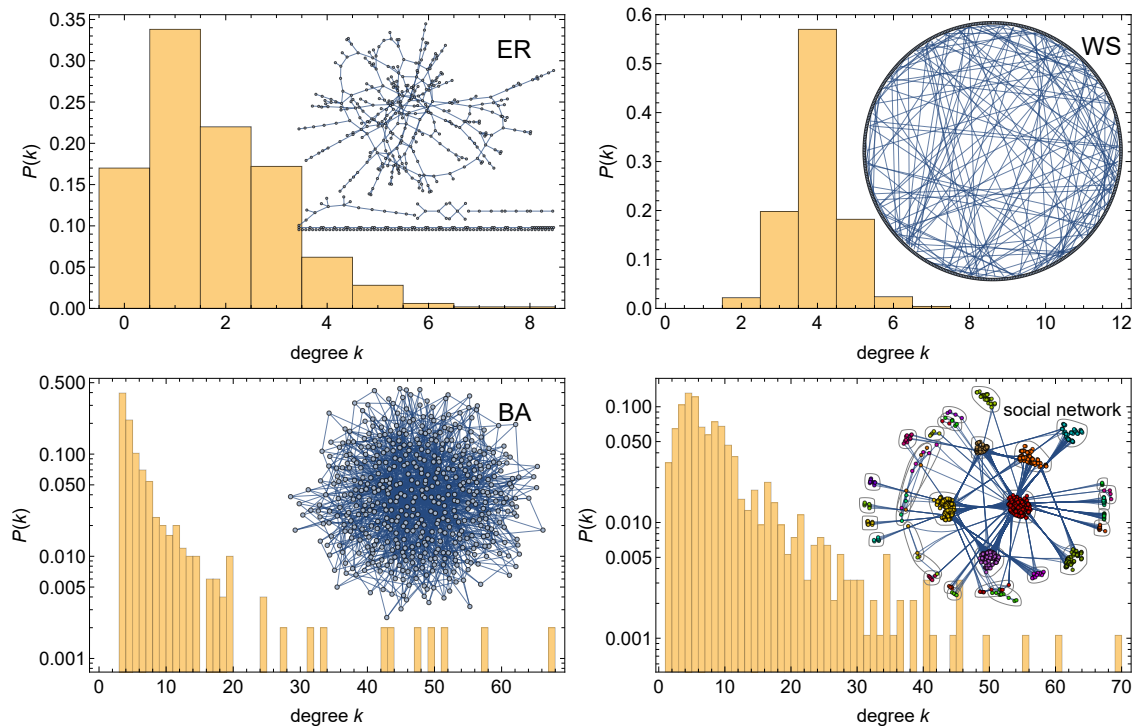 ER
0.35
0.30
0.25
0.20
0.15
0.10
0.05
0.00
P(k)
0 2 4 6 8
degree k
WS
0.6
0.5
0.4
0.3
0.2
0.1
0.0
P(k)
0 2 4 6 8 10 12
degree k
BA
0.500
0.100
0.050
0.010
0.005
0.001
P(k)
0 10 20 30 40 50 60
degree k
social network
0.100
0.050
0.010
0.005
0.001
P(k)
0 10 20 30 40 50 60 70
degree k